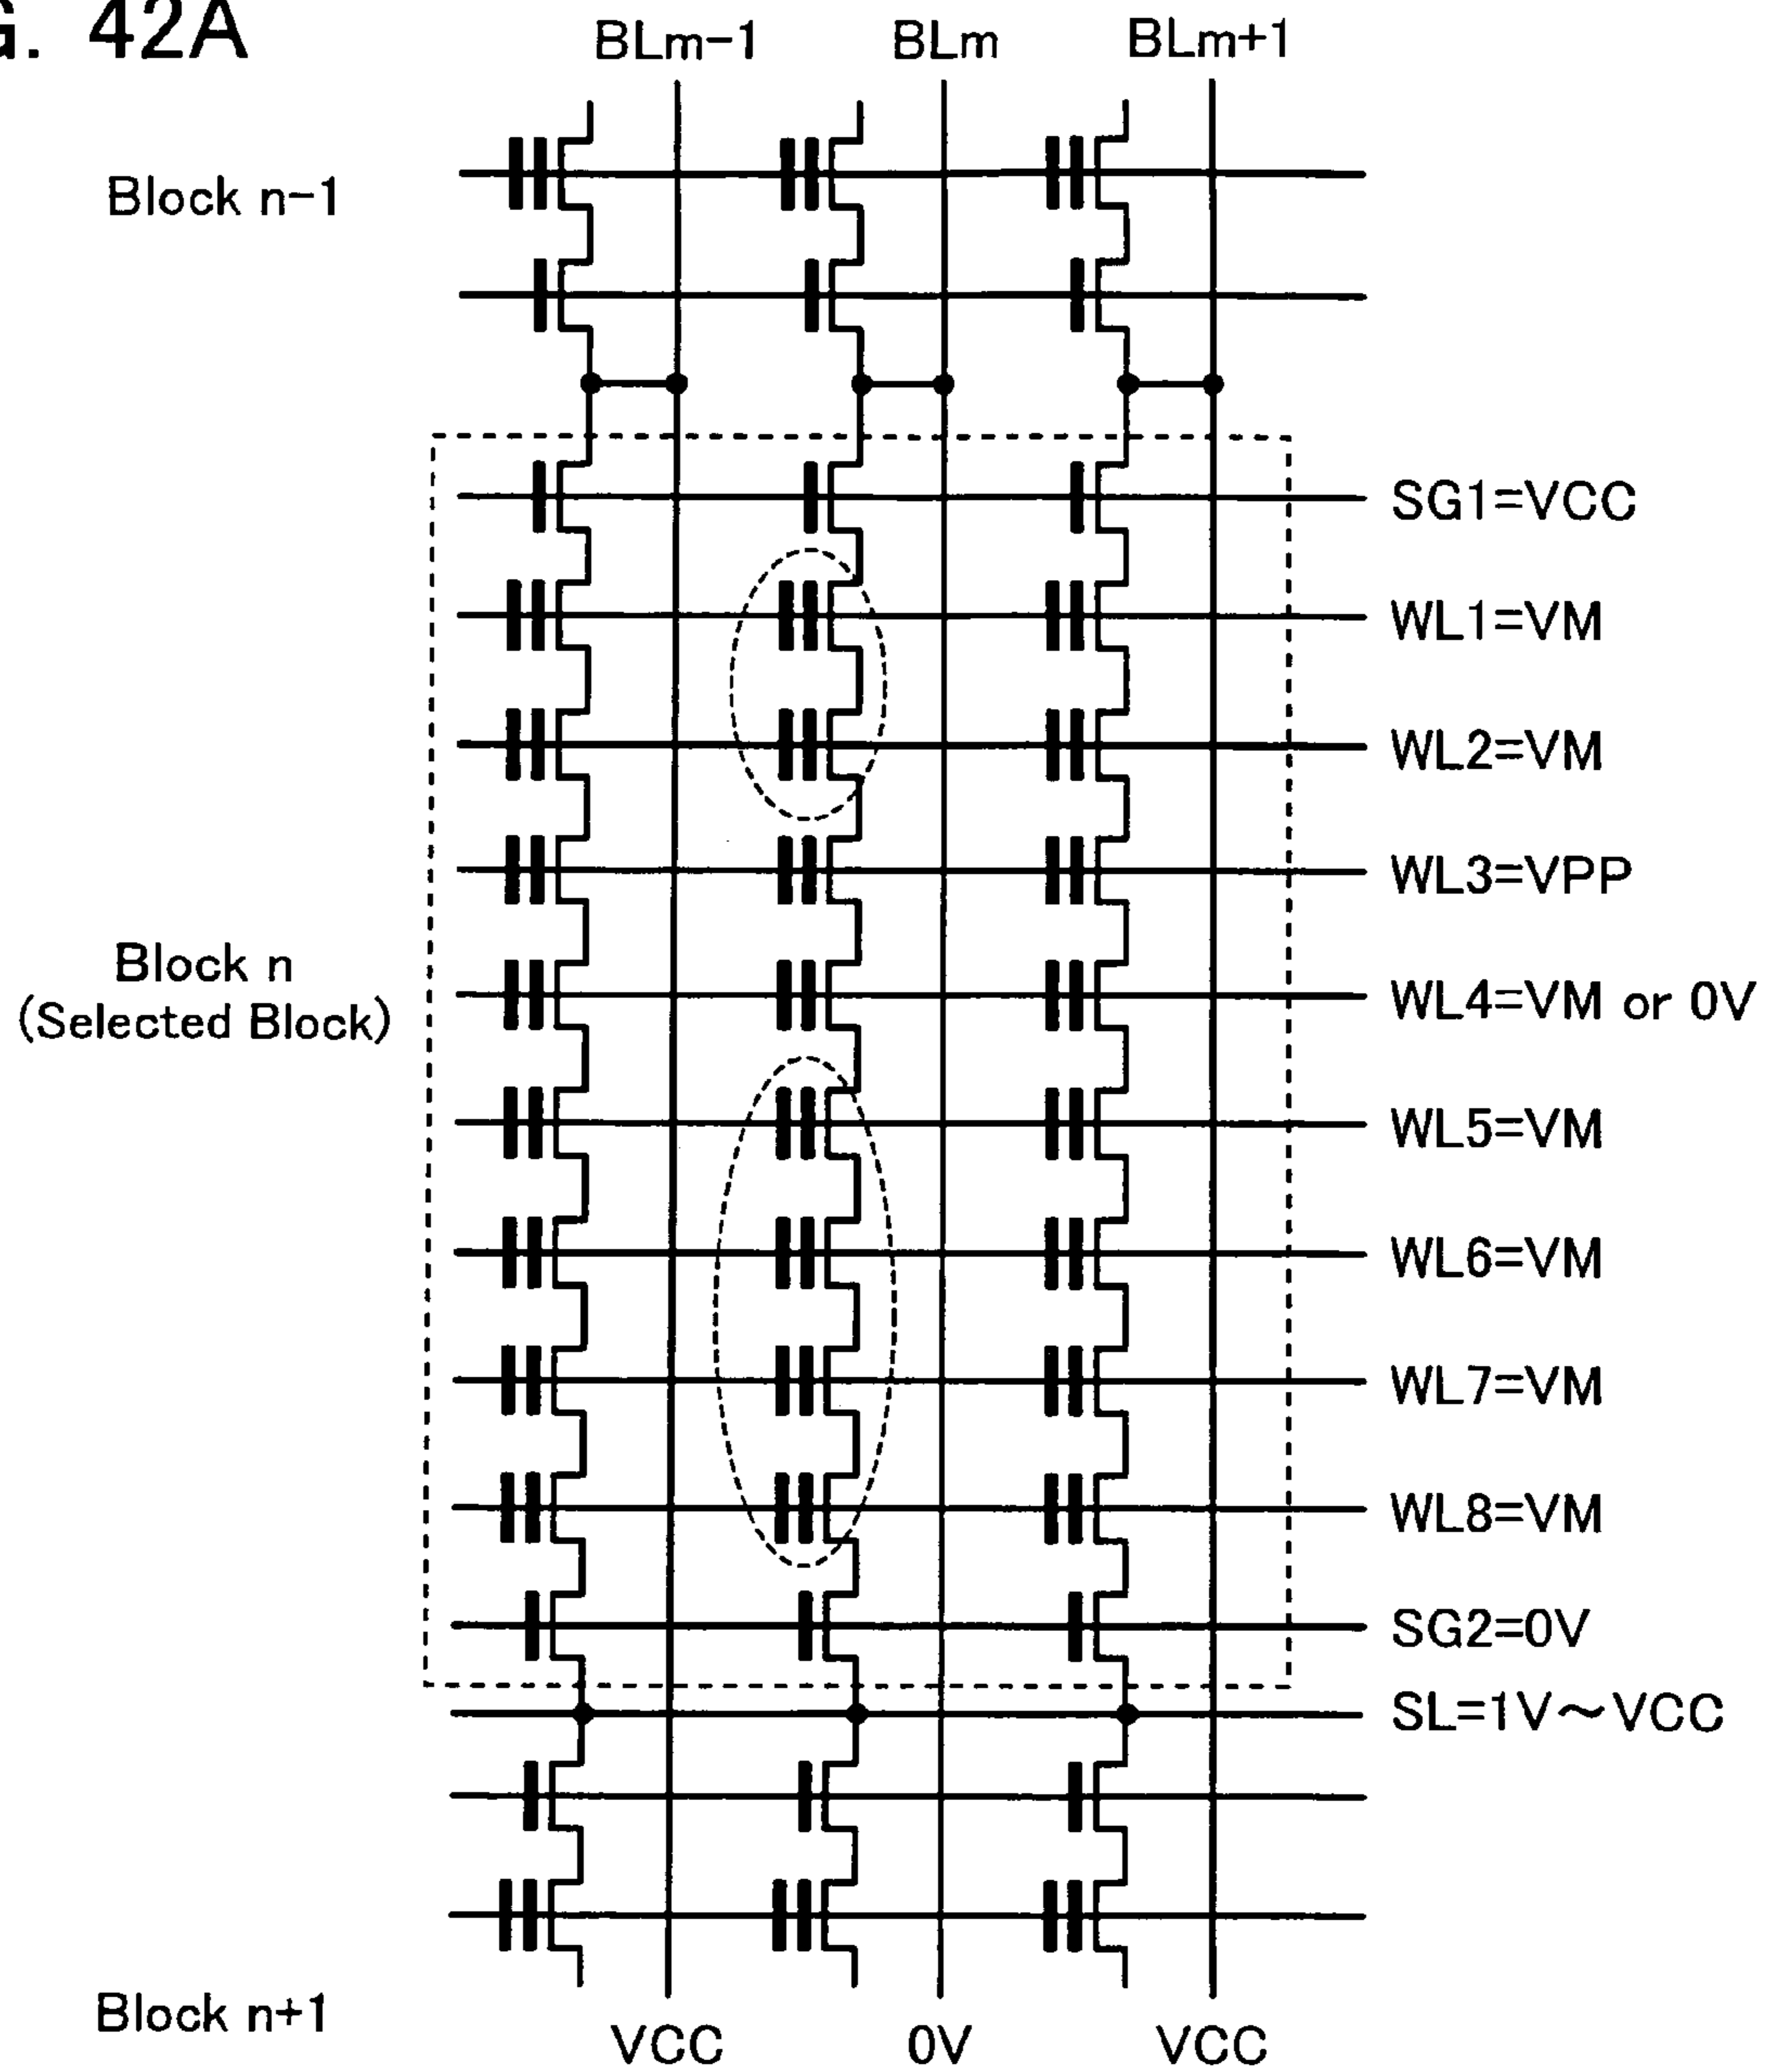 G. 42A
BLm-1 BLm BLm+1
Block n-1
SG1=VCC
WL1=VM
WL2=VM
WL3=VPP
Block n
(Selected Block)
WL4=VM or 0V
WL5=VM
WL6=VM
WL7=VM
WL8=VM
SG2=0V
SL=1V～VCC
Block n+1
VCC 0V VCC